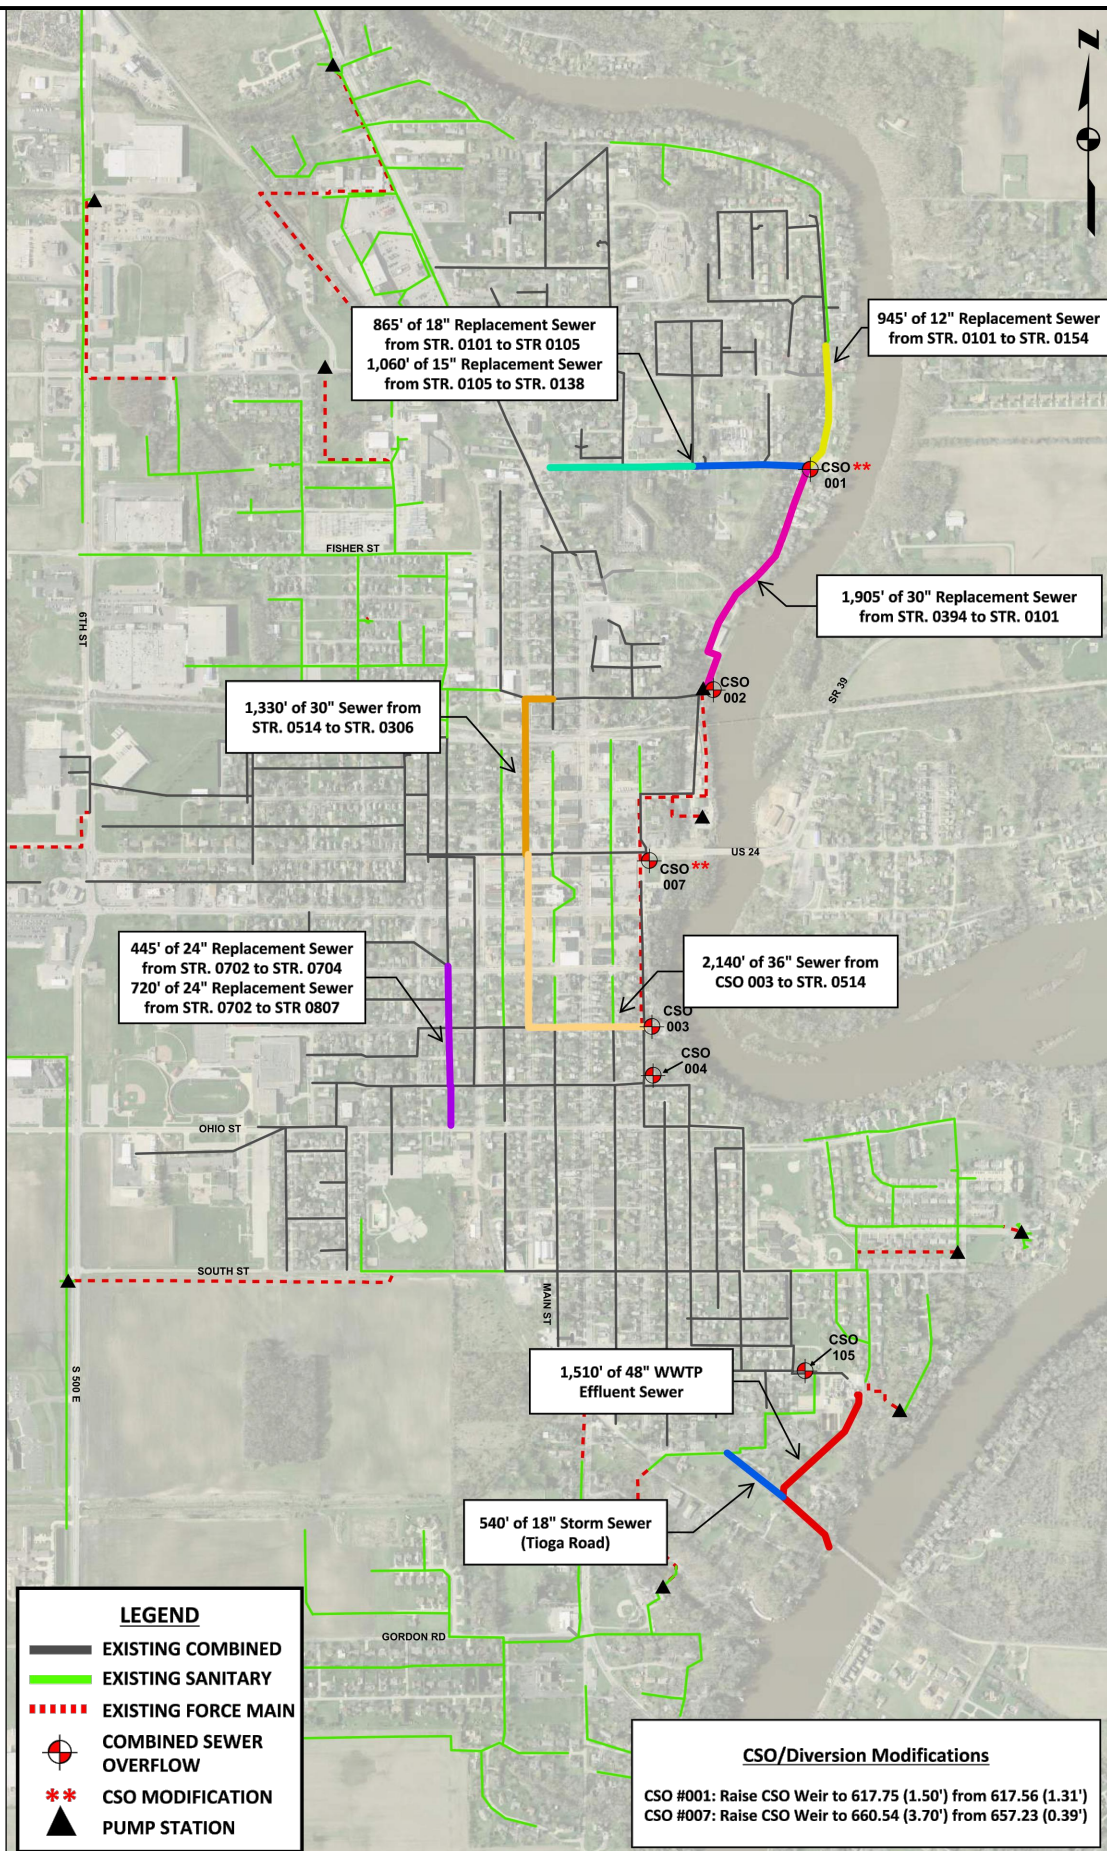 N
865' of 18" Replacement Sewer
from STR. 0101 to STR 0105
1,060' of 15" Replacement Sewer
from STR. 0105 to STR. 0138
945' of 12" Replacement Sewer
from STR. 0101 to STR. 0154
CSO **
001
FISHER ST
1,905' of 30" Replacement Sewer
from STR. 0394 to STR. 0101
6TH ST
CSO
002
SR 39
1,330' of 30" Sewer from
STR. 0514 to STR. 0306
US 24
CSO **
007
445' of 24" Replacement Sewer
from STR. 0702 to STR. 0704
720' of 24" Replacement Sewer
from STR. 0702 to STR 0807
2,140' of 36" Sewer from
CSO 003 to STR. 0514
CSO
003
CSO
004
OHIO ST
SOUTH ST
MAIN ST
S 500 E
CSO
105
1,510' of 48" WWTP
Effluent Sewer
540' of 18" Storm Sewer
(Tioga Road)
GORDON RD
LEGEND
EXISTING COMBINED
EXISTING SANITARY
EXISTING FORCE MAIN
COMBINED SEWER
OVERFLOW
** CSO MODIFICATION
PUMP STATION
CSO/Diversion Modifications
CSO #001: Raise CSO Weir to 617.75 (1.50') from 617.56 (1.31')
CSO #007: Raise CSO Weir to 660.54 (3.70') from 657.23 (0.39')